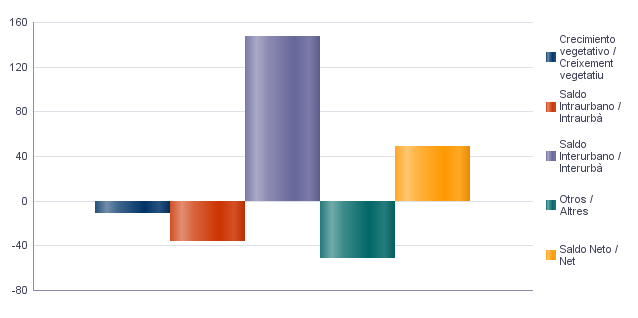 160
120
80
40
0
-40
-80
Crecimiento
vegetativo /
Creixement
vegetatiu
Saldo
Intraurbano /
Intraurbà
Saldo
Interurbano /
Interurbà
Otros /
Altres
Saldo Neto /
Net